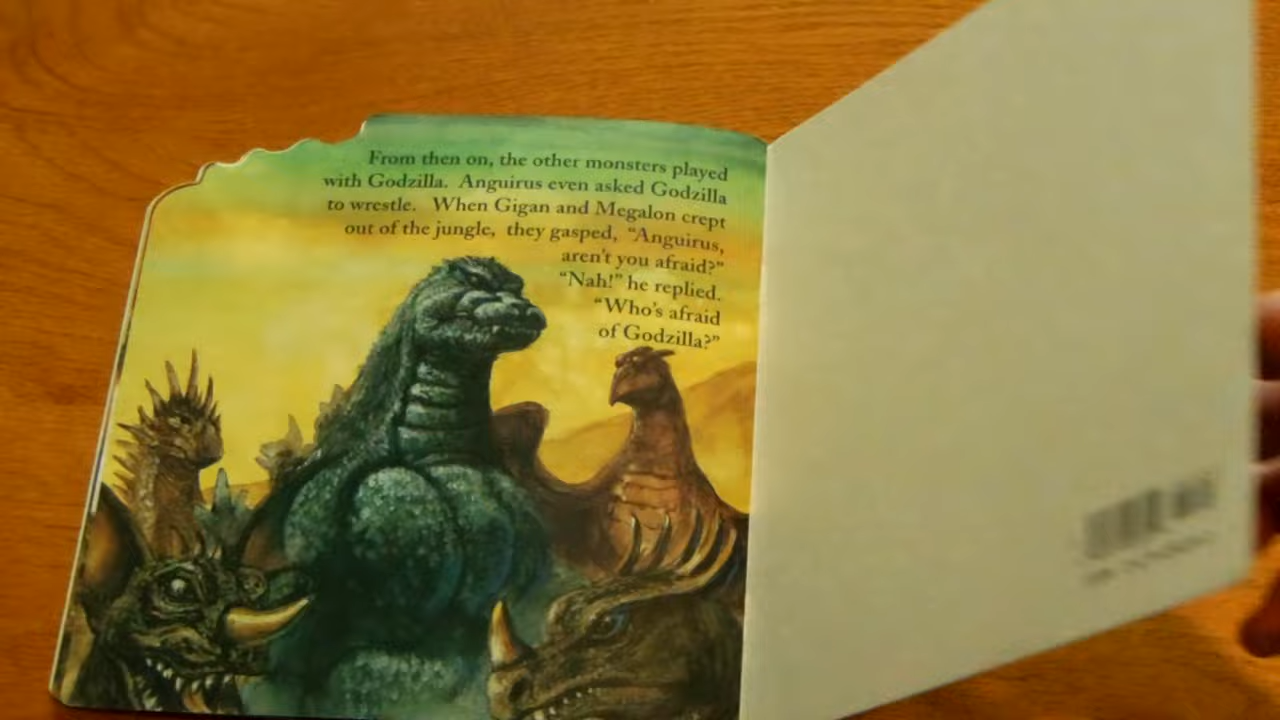 From then on, the other monsters played
with Godzilla. Anguirus even asked Godzilla
to wrestle. When Gigan and Megalon crept
out of the jungle, they gasped, “Anguirus,
aren't you afraid?”
“Nah!” he replied.
“Who's afraid
of Godzilla?”